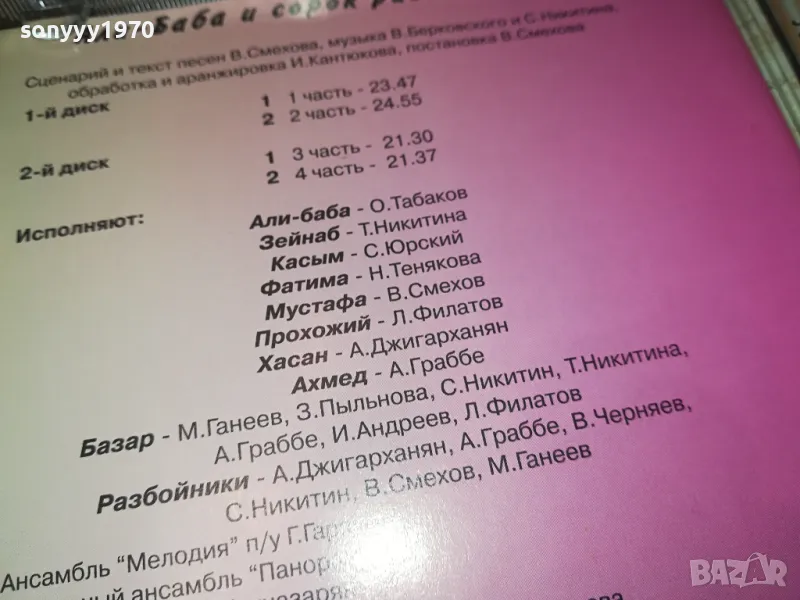 sonyyy1970
Баба и сорок
Сценарий и текст песен В.Смехова, музыка В.Берковского и С.Никитина,
обработка и аранжировка И.Кантюкова, постановка В.Смехова
1-й диск 1 1 часть - 23.47
2 2 часть - 24.55
2-й диск 1 3 часть - 21.30
2 4 часть - 21.37
Исполняют: Али-баба - О.Табаков
Зейнаб - Т.Никитина
Касым - С.Юрский
Фатима - Н.Тенякова
Мустафа - В.Смехов
Прохожий - Л.Филатов
Хасан - А.Джигарханян
Ахмед - А.Граббе
Базар - М.Ганеев, З.Пыльнова, С.Никитин, Т.Никитина,
А.Граббе, И.Андреев, Л.Филатов
Разбойники - А.Джигарханян, А.Граббе, В.Черняев,
С.Никитин, В.Смехов, М.Ганеев
Ансамбль "Мелодия" п/у Г.
ансамбль
BAZAR
bazar.bg